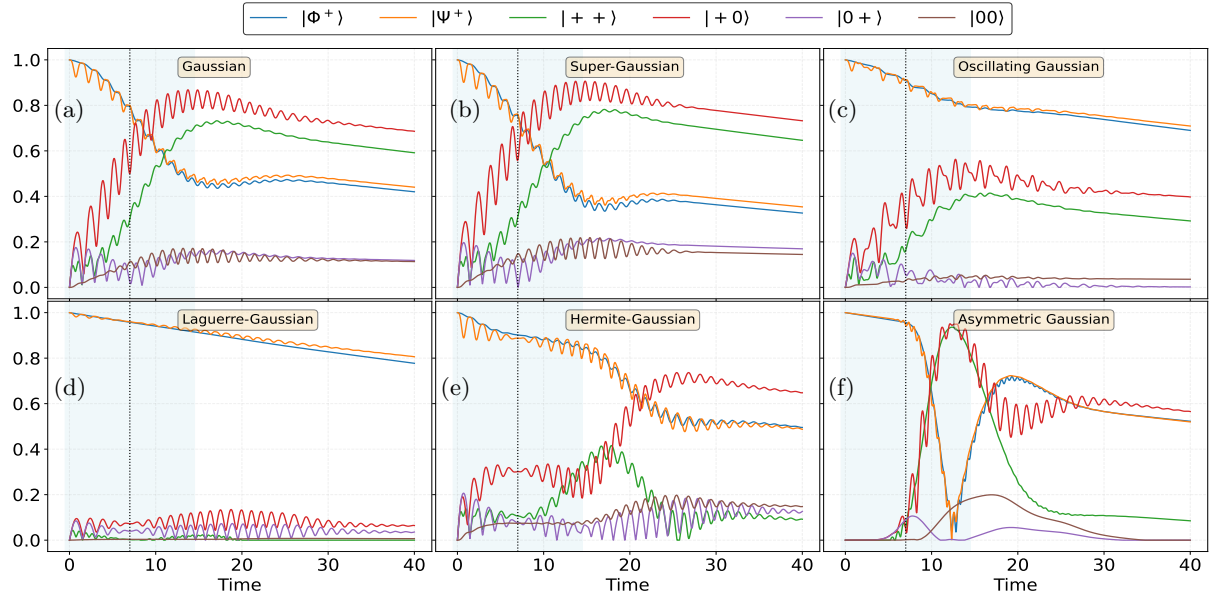 |Φ⁺⟩ |Ψ⁺⟩ |++⟩ |+0⟩ |0+⟩ |00⟩
Gaussian Super-Gaussian Oscillating Gaussian
(a) (b) (c)
1.0
0.8
0.6
0.4
0.2
0.0
Laguerre-Gaussian Hermite-Gaussian Asymmetric Gaussian
(d) (e) (f)
1.0
0.8
0.6
0.4
0.2
0.0
0 10 20 30 40 0 10 20 30 40 0 10 20 30 40
Time Time Time